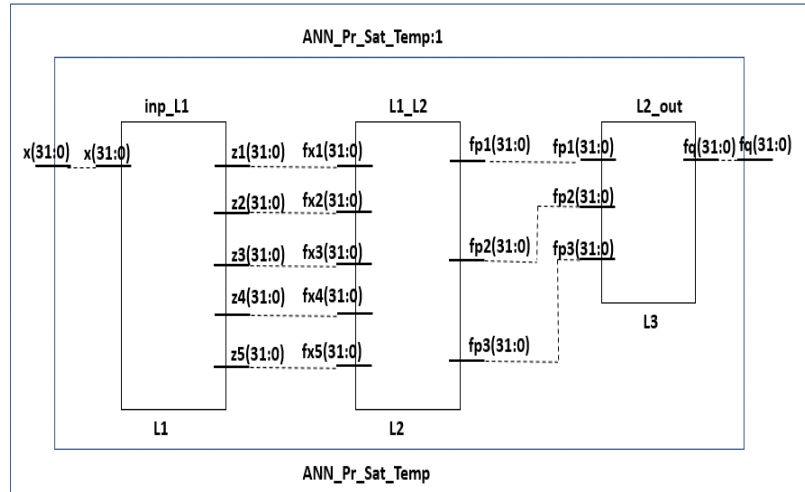 ANN_Pr_Sat_Temp:1
inp_L1 L1_L2 L2_out
x(31:0) x(31:0) z1(31:0) fx1(31:0) fp1(31:0) fp1(31:0) fq(31:0) fq(31:0)
z2(31:0) fx2(31:0) fp2(31:0)
z3(31:0) fx3(31:0) fp2(31:0) fp3(31:0)
z4(31:0) fx4(31:0)
L3
z5(31:0) fx5(31:0) fp3(31:0)
L1 L2
ANN_Pr_Sat_Temp